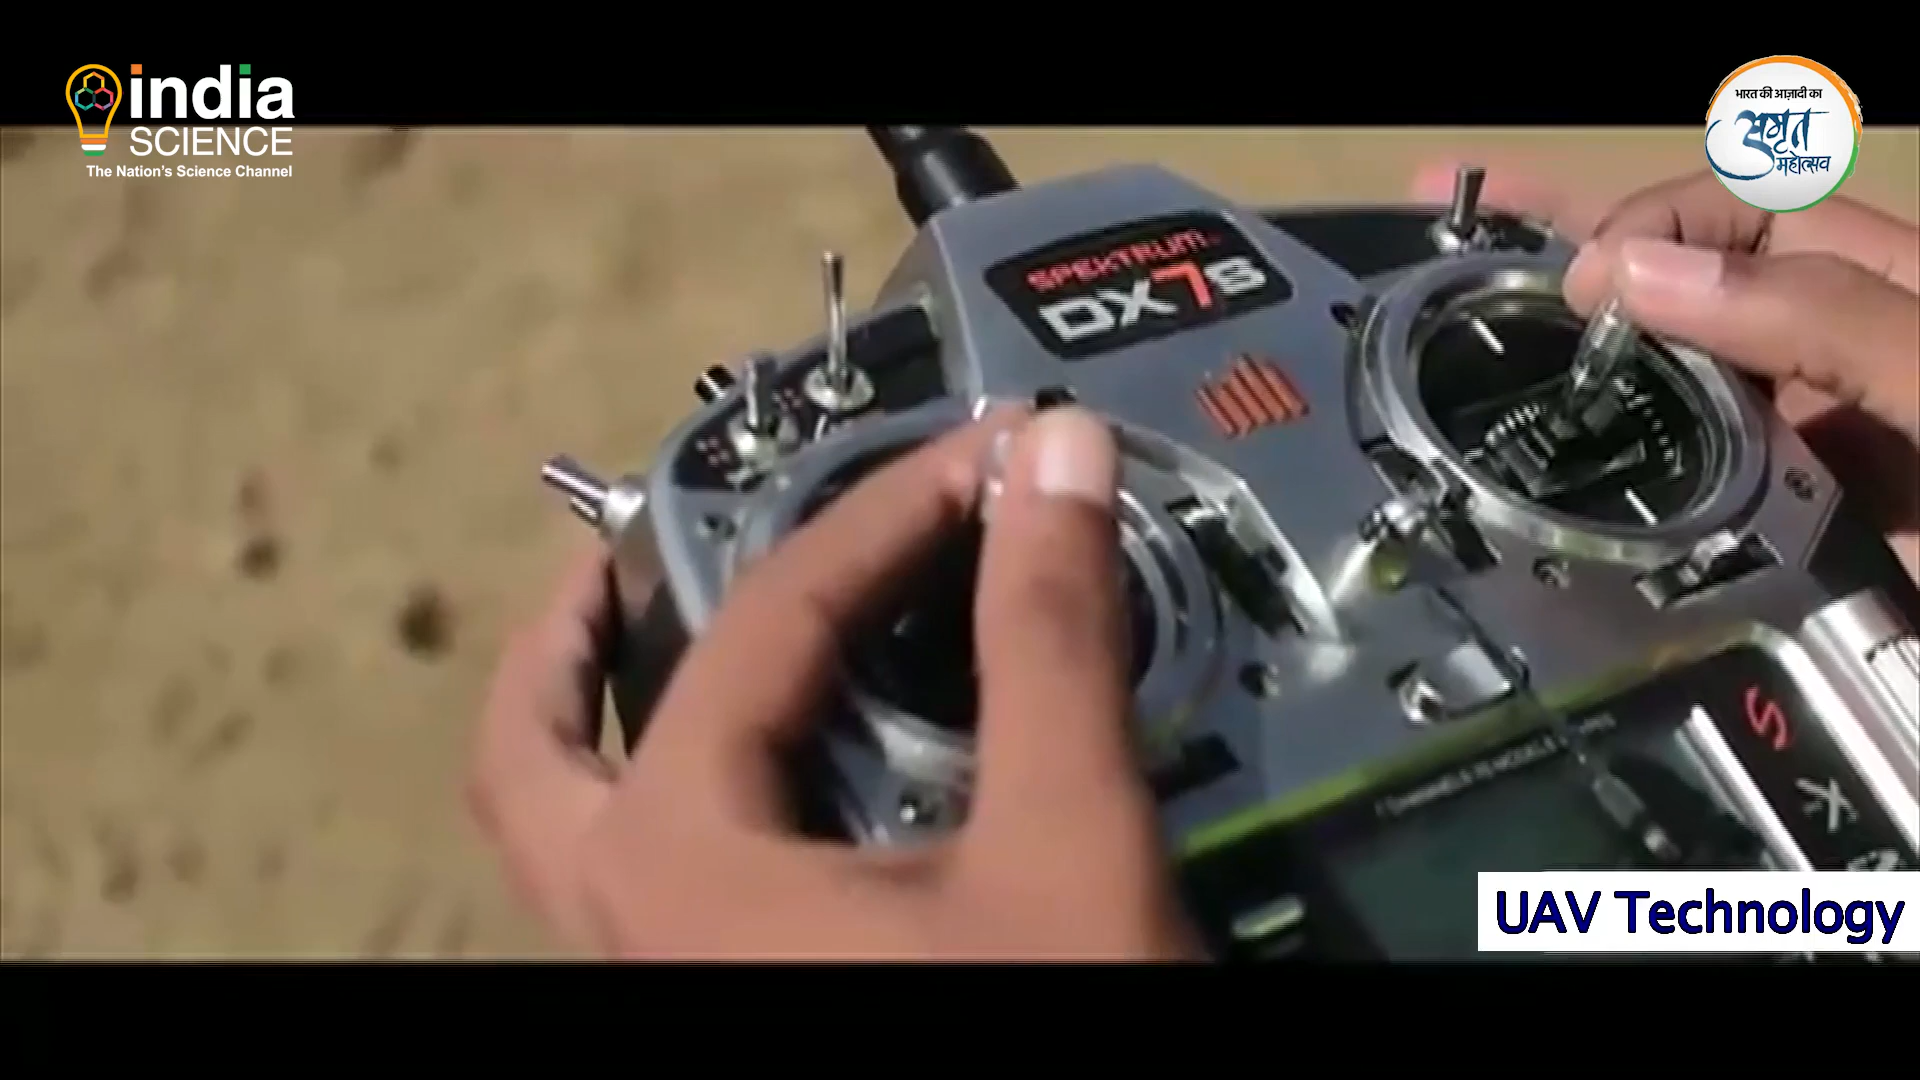 india
SCIENCE
The Nation's Science Channel
भारत की आज़ादी का
अमृत
महोत्सव
SPEKTRUM
DX7s
UAV Technology